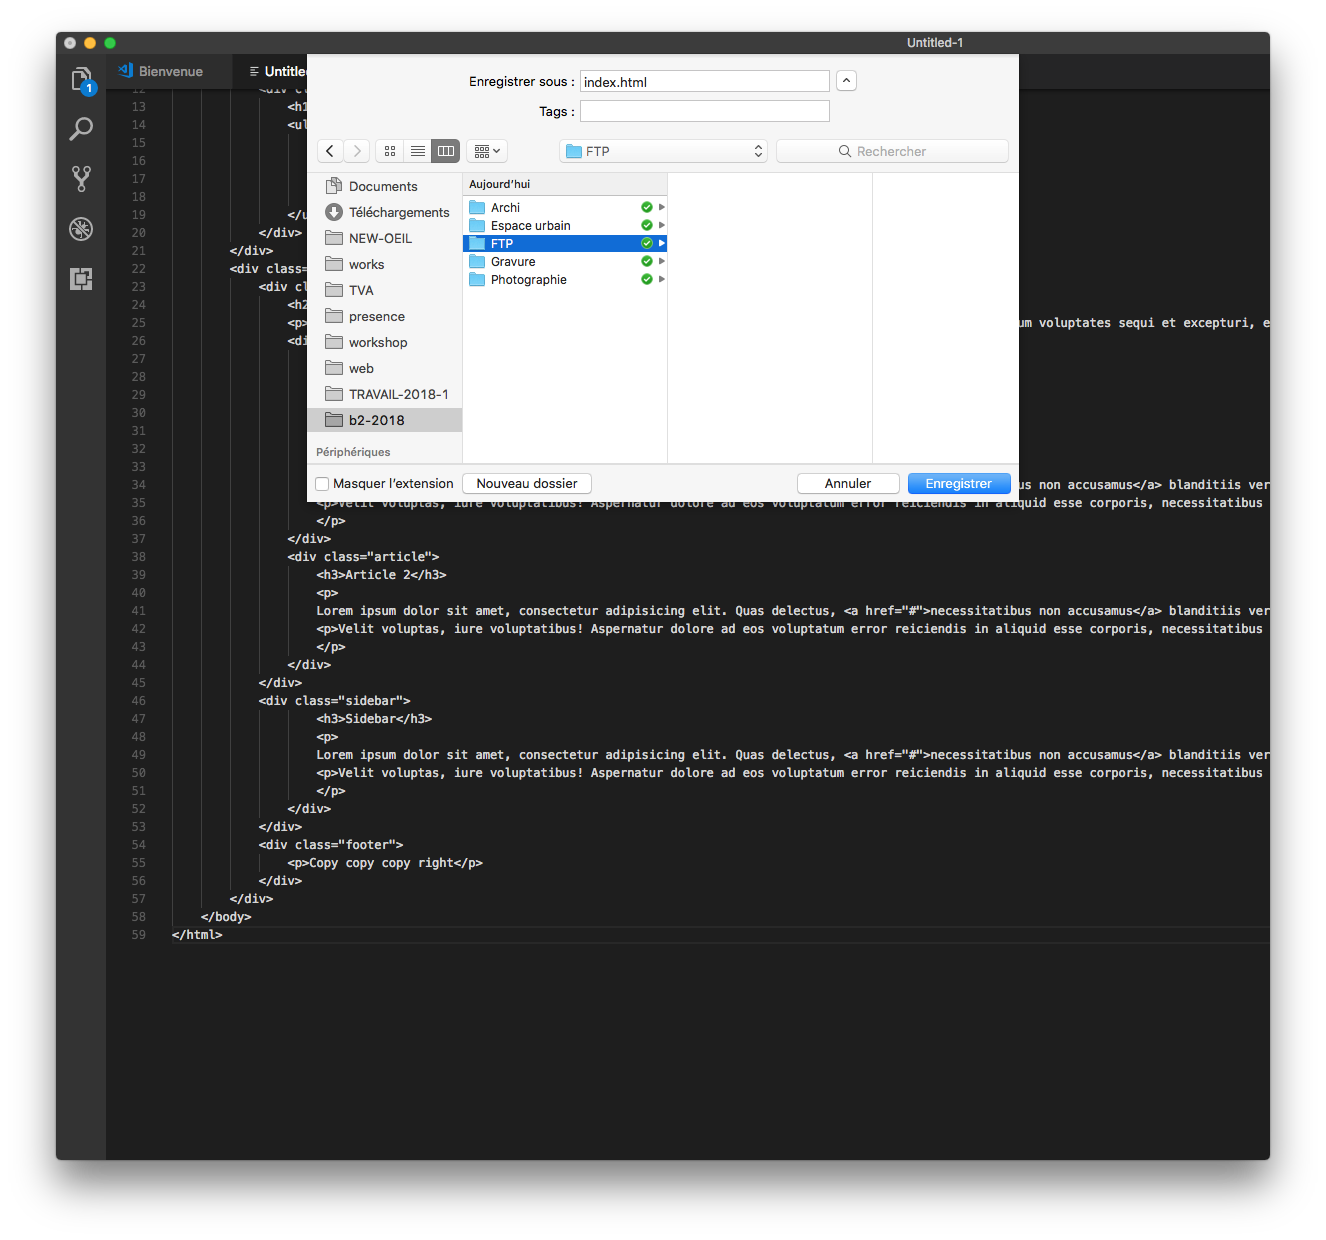 Untitled-1
Bienvenue
Untitle
Enregistrer sous : index.html
Tags :
FTP
Rechercher
Documents
Téléchargements
NEW-OEIL
works
TVA
presence
workshop
web
TRAVAIL-2018-1
b2-2018
Périphériques
Aujourd'hui
Archi
Espace urbain
FTP
Gravure
Photographie
Masquer l'extension
Nouveau dossier
Annuler
Enregistrer
1
12 <div cl
13 <h1
14 <ul
15
16
17
18
19 </u
20 </div>
21 </div>
22 <div class=
23 <div cl
24 <h2
25 <p> um voluptates sequi et excepturi, e
26 <di
27
28
29
30
31
32
33
34 us non accusamus</a> blanditiis ver
35 <p>Velit voluptas, iure voluptatibus! Aspernatur dolore ad eos voluptatum error reiciendis in aliquid esse corporis, necessitatibus
36 </p>
37 </div>
38 <div class="article">
39 <h3>Article 2</h3>
40 <p>
41 Lorem ipsum dolor sit amet, consectetur adipisicing elit. Quas delectus, <a href="#">necessitatibus non accusamus</a> blanditiis ver
42 <p>Velit voluptas, iure voluptatibus! Aspernatur dolore ad eos voluptatum error reiciendis in aliquid esse corporis, necessitatibus
43 </p>
44 </div>
45 </div>
46 <div class="sidebar">
47 <h3>Sidebar</h3>
48 <p>
49 Lorem ipsum dolor sit amet, consectetur adipisicing elit. Quas delectus, <a href="#">necessitatibus non accusamus</a> blanditiis ver
50 <p>Velit voluptas, iure voluptatibus! Aspernatur dolore ad eos voluptatum error reiciendis in aliquid esse corporis, necessitatibus
51 </p>
52 </div>
53 </div>
54 <div class="footer">
55 <p>Copy copy copy right</p>
56 </div>
57 </div>
58 </body>
59 </html>